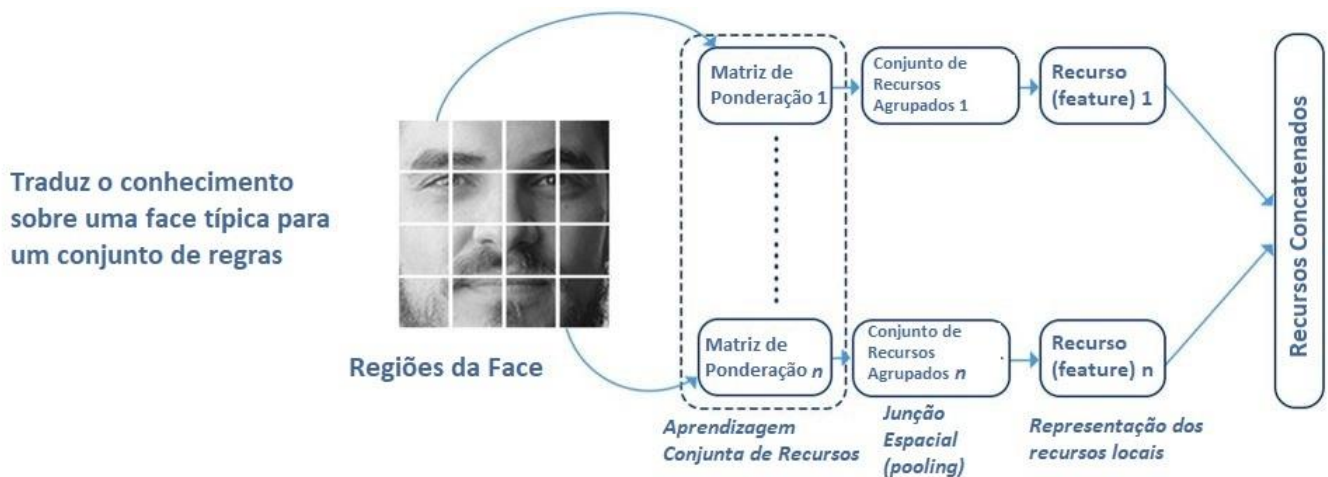 Traduz o conhecimento
sobre uma face típica para
um conjunto de regras
Regiões da Face
Matriz de
Ponderação 1
Conjunto de
Recursos
Agrupados 1
Recurso
(feature) 1
Matriz de
Ponderação n
Conjunto de
Recursos
Agrupados n
Recurso
(feature) n
Aprendizagem
Conjunta de Recursos
Junção
Espacial
(pooling)
Representação dos
recursos locais
Recursos Concatenados